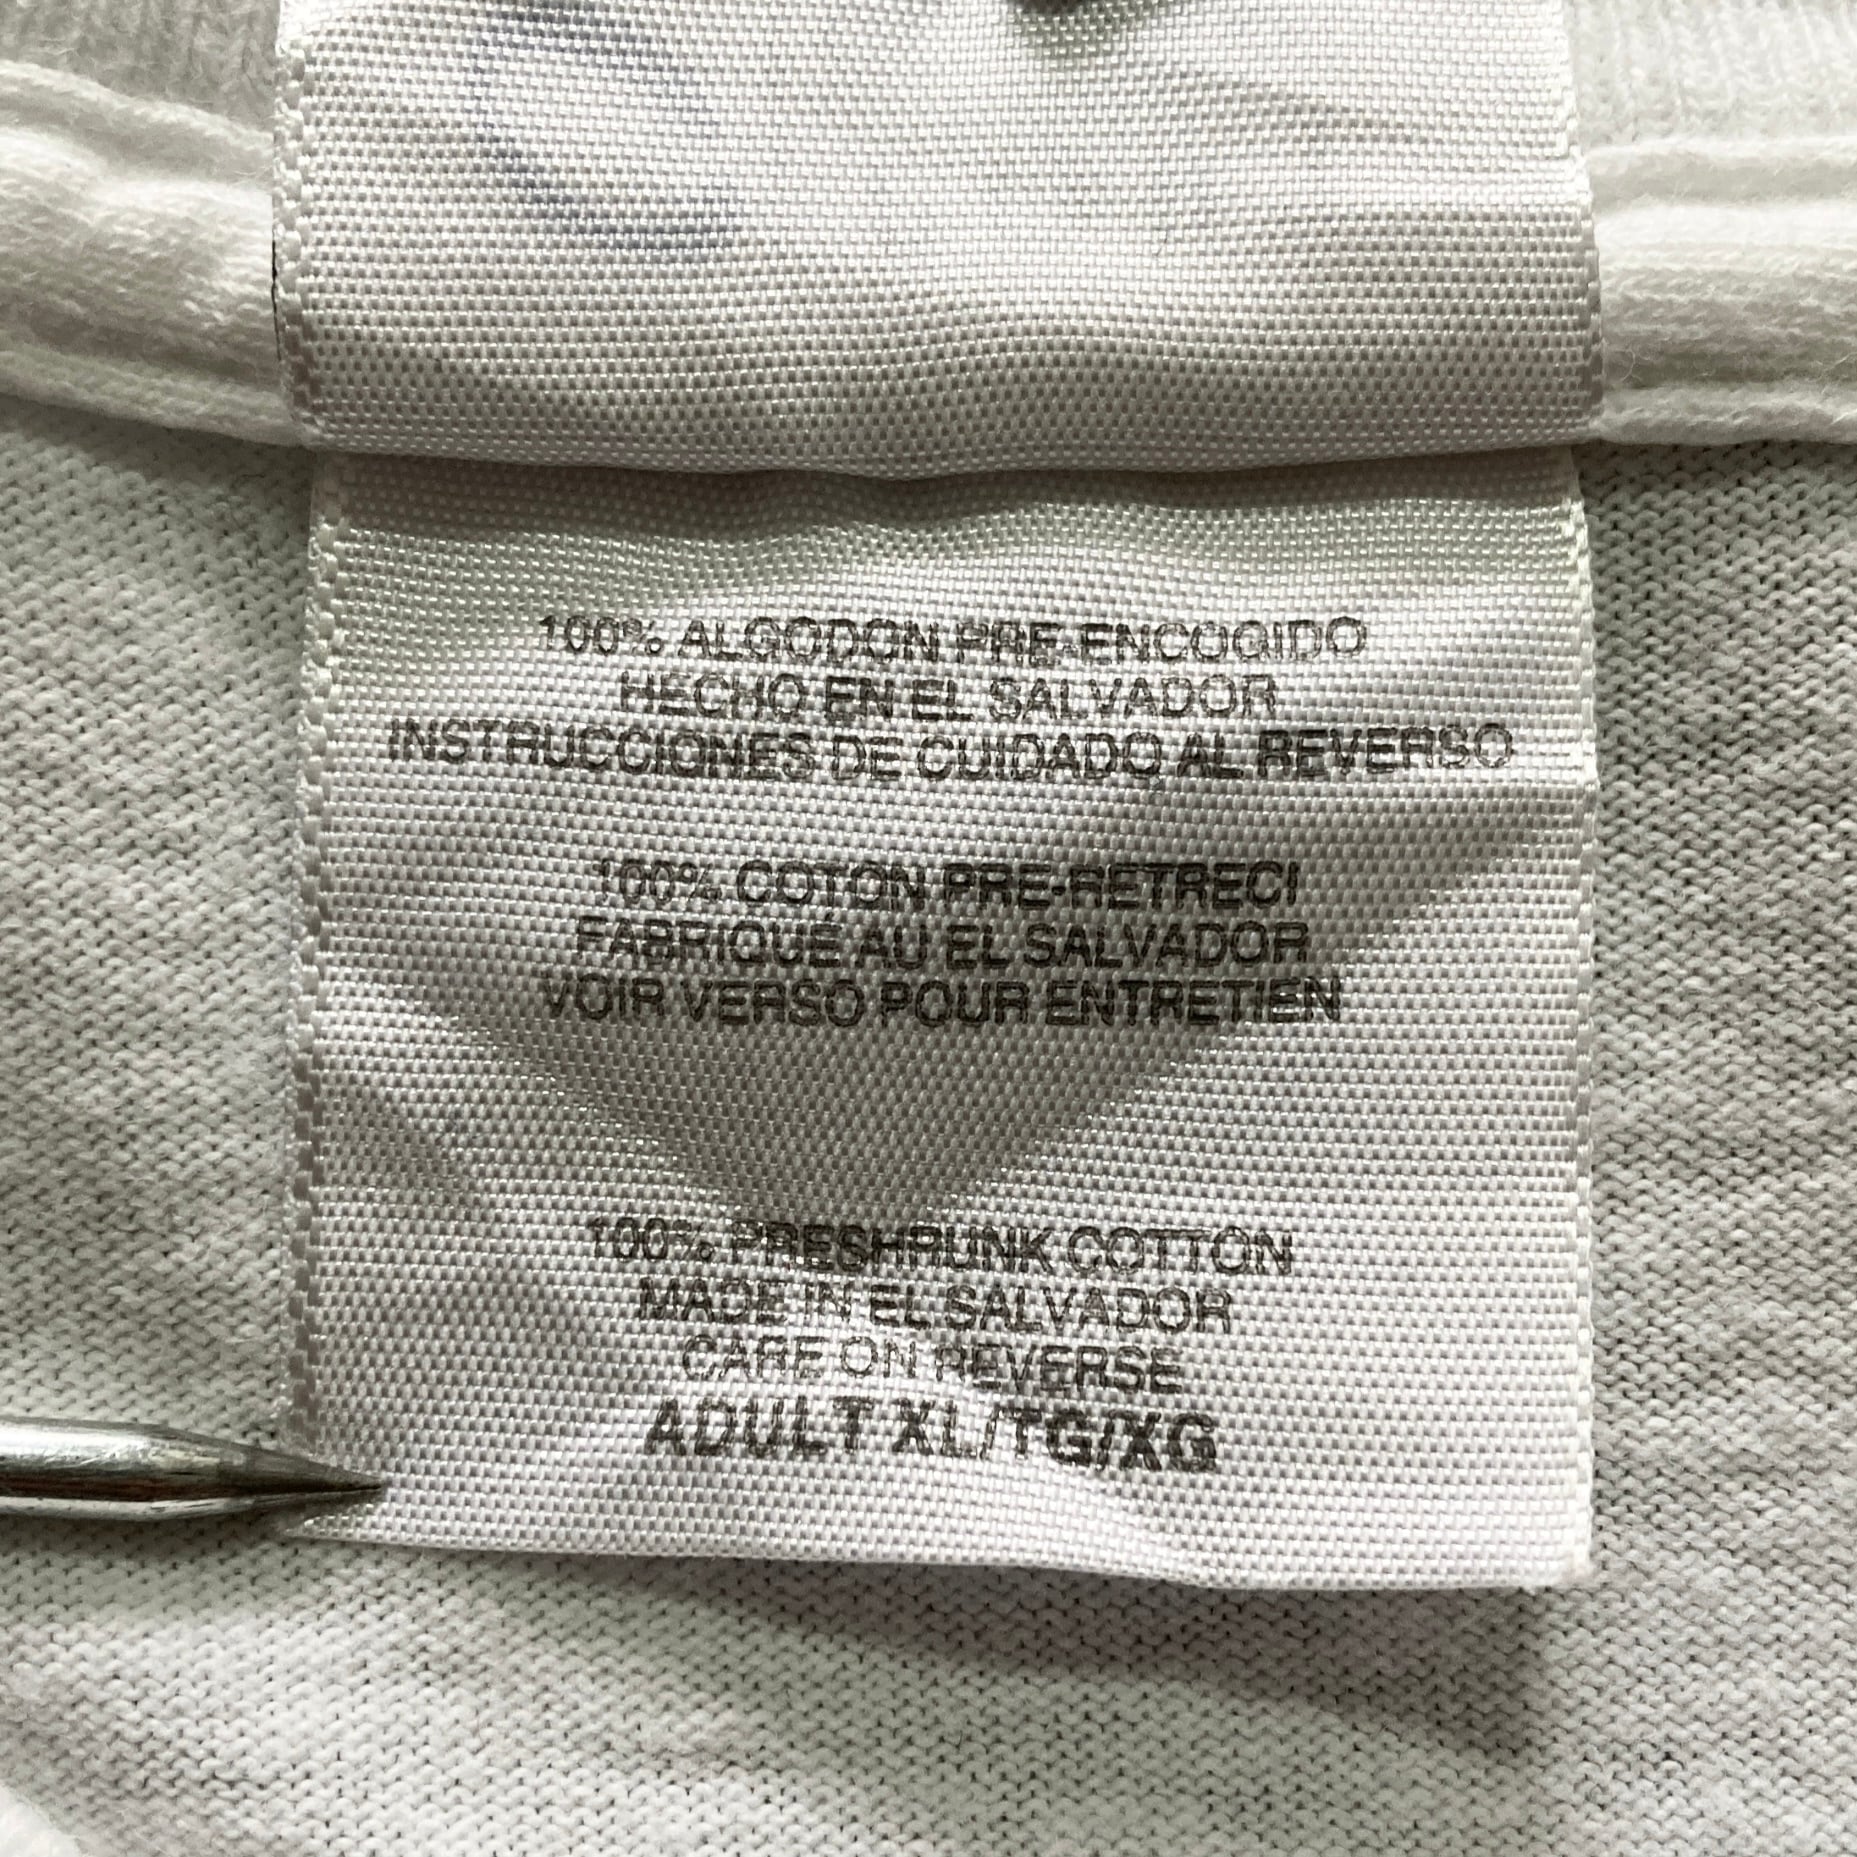 100% ALGODON PRE-ENCOGIDO
HECHO EN EL SALVADOR
INSTRUCCIONES DE CUIDADO AL REVERSO
100% COTON PRE-RETRECI
FABRIQUÉ AU EL SALVADOR
VOIR VERSO POUR ENTRETIEN
100% PRESHRUNK COTTON
MADE IN EL SALVADOR
CARE ON REVERSE
ADULT XL/TG/XG